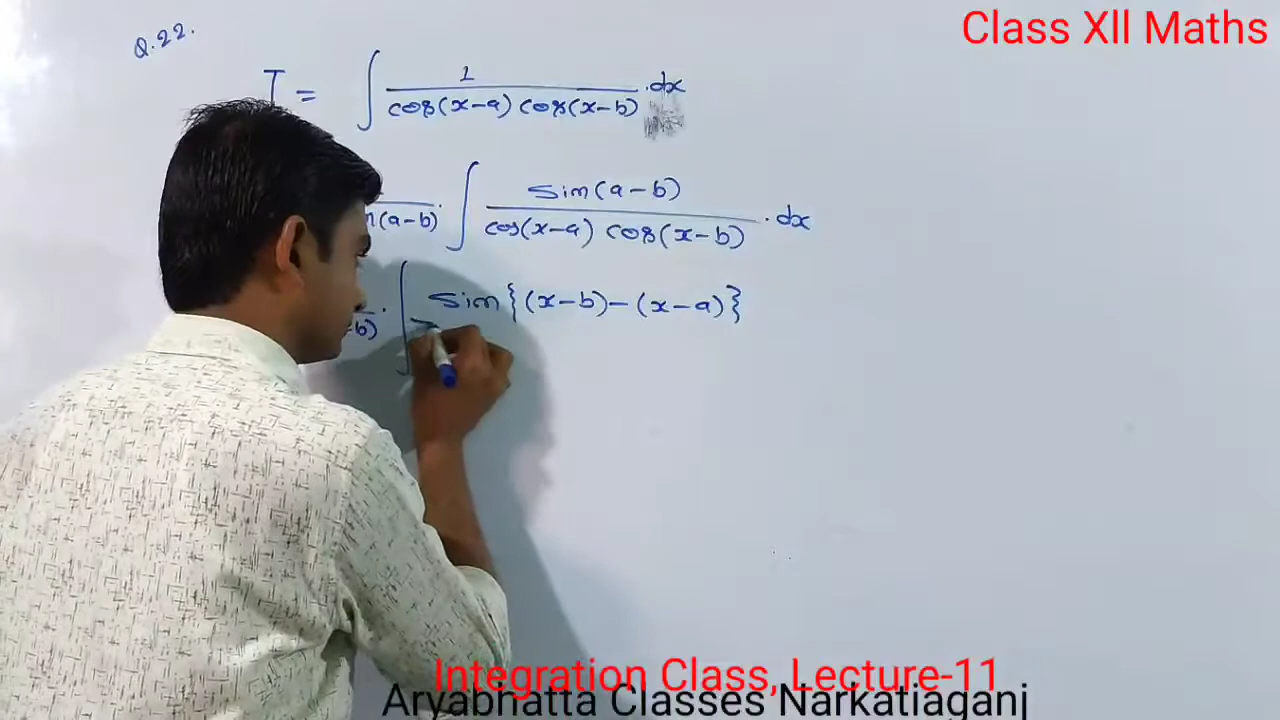 Class Xll Maths
Q.22.
I = ∫ 1 / cos(x-a) cos(x-b) .dx
(a-b) . ∫ sin(a-b) / cos(x-a) cos(x-b) . dx
b) . ∫ sin{(x-b)-(x-a)}
Integration Class, Lecture-11
Aryabhatta Classes Narkatiaganj